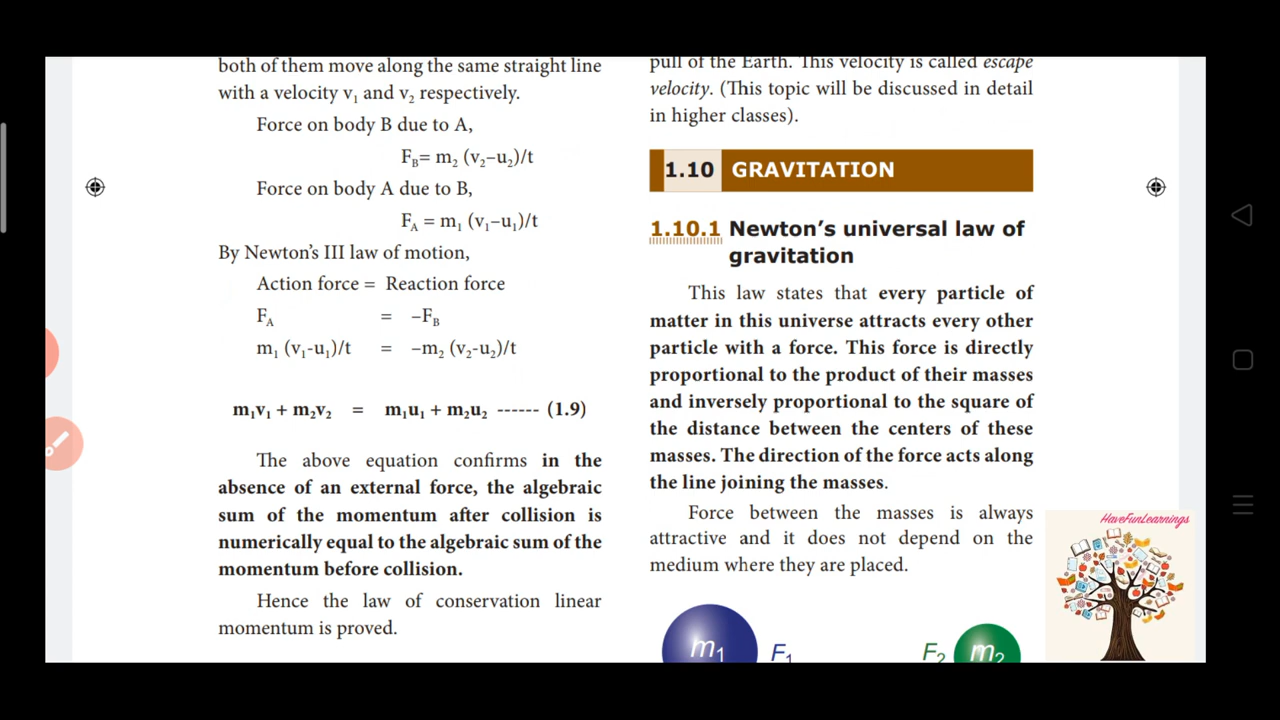 both of them move along the same straight line
with a velocity v₁ and v₂ respectively.
Force on body B due to A,
F_B= m₂ (v₂–u₂)/t
Force on body A due to B,
F_A = m₁ (v₁–u₁)/t
By Newton’s III law of motion,
Action force = Reaction force
F_A = –F_B
m₁ (v₁-u₁)/t = –m₂ (v₂-u₂)/t
m₁v₁ + m₂v₂ = m₁u₁ + m₂u₂ ------ (1.9)
The above equation confirms in the
absence of an external force, the algebraic
sum of the momentum after collision is
numerically equal to the algebraic sum of the
momentum before collision.
Hence the law of conservation linear
momentum is proved.
pull of the Earth. This velocity is called escape
velocity. (This topic will be discussed in detail
in higher classes).
1.10 GRAVITATION
1.10.1 Newton’s universal law of
gravitation
This law states that every particle of
matter in this universe attracts every other
particle with a force. This force is directly
proportional to the product of their masses
and inversely proportional to the square of
the distance between the centers of these
masses. The direction of the force acts along
the line joining the masses.
Force between the masses is always
attractive and it does not depend on the
medium where they are placed.
m₁ F₁ F₂ m₂
HaveFunLearnings